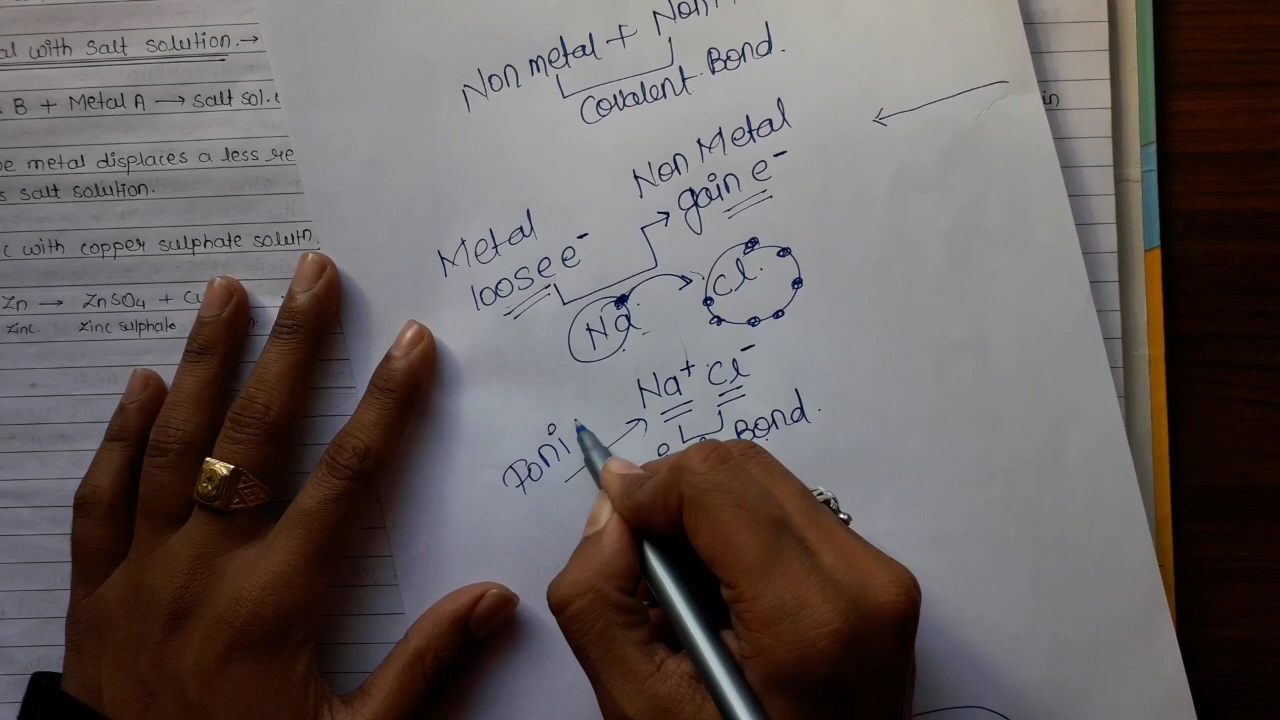 al with salt solution.→
B + Metal A → salt sol.
e metal displaces a less re
s salt solution.
c with copper sulphate solutn.
Zn → ZnSO4 + Cu
zinc zinc sulphate
in
Non metal + Non
Covalent Bond.
Non Metal
gain e-
Metal
loose e-
Na
Cl
Na+ Cl-
Bond.
Ioni